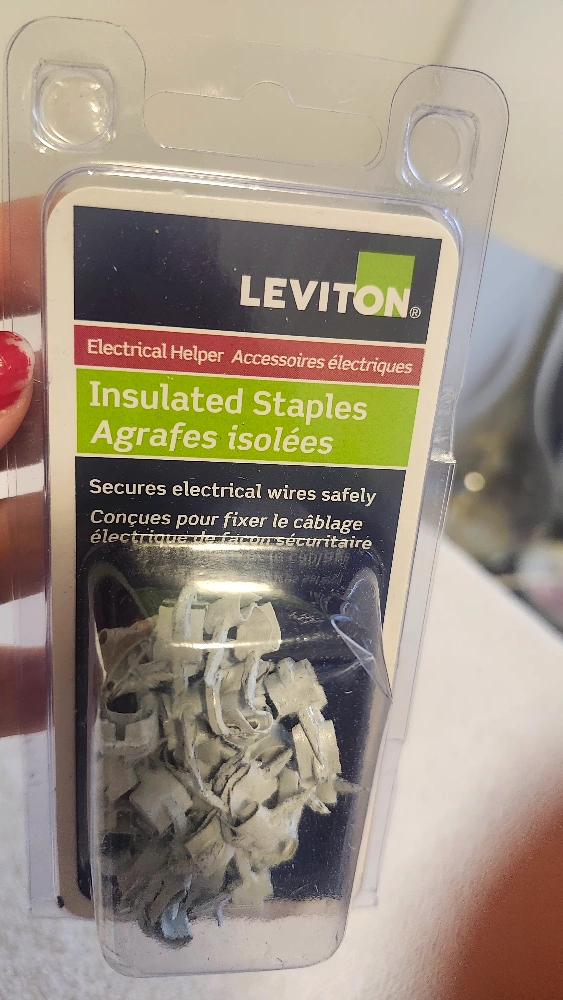 LEVITON®
Electrical Helper Accessoires électriques
Insulated Staples
Agrafes isolées
Secures electrical wires safely
Conçues pour fixer le câblage
électrique de façon sécuritaire